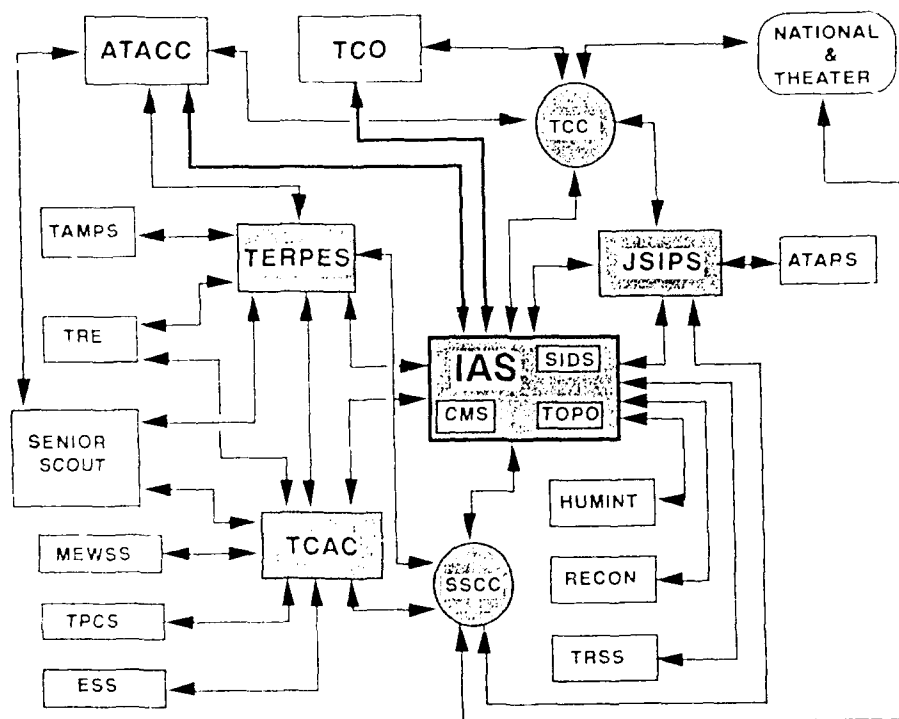 ATACC
TCO
NATIONAL
&
THEATER
TCC
TAMPS
TERPES
JSIPS
ATARS
TRE
IAS
SIDS
CMS
TOPO
SENIOR
SCOUT
HUMINT
TCAC
MEWSS
SSCC
RECON
TPCS
TRSS
ESS